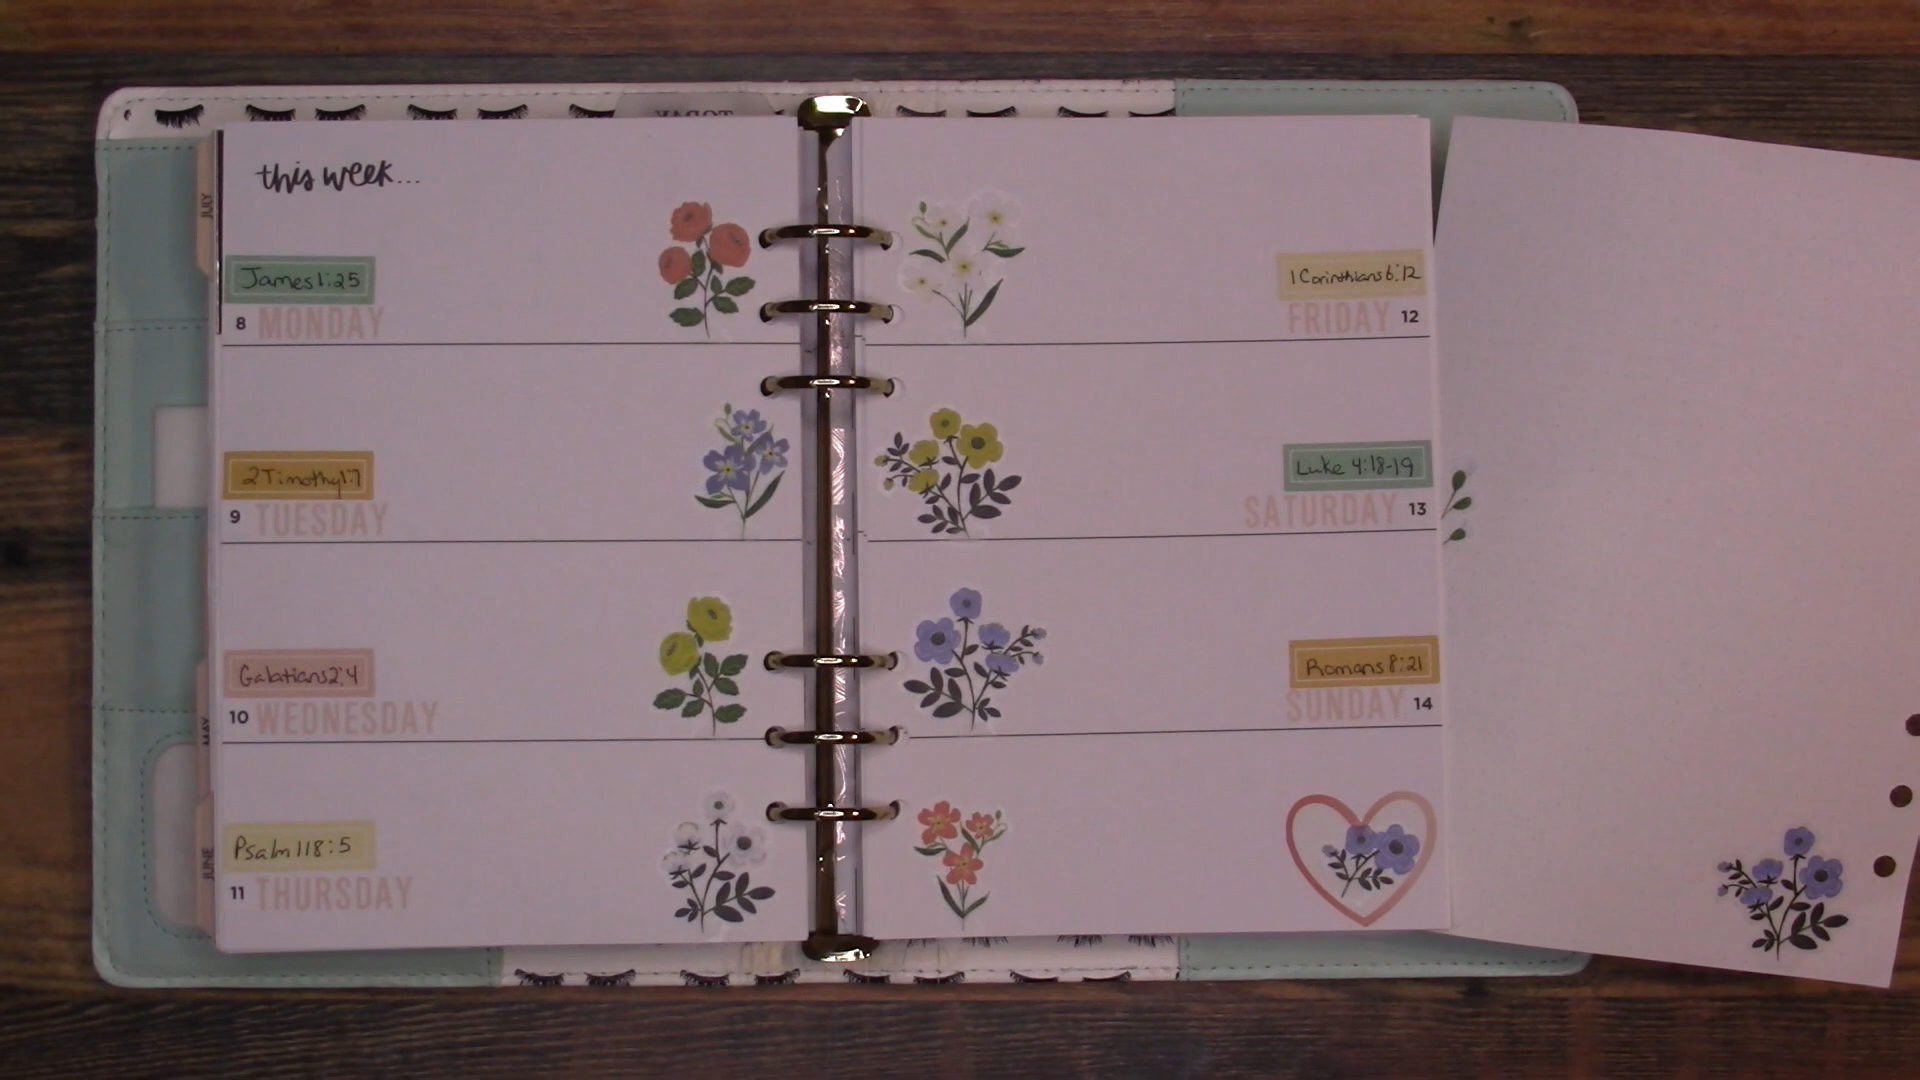 TODAY
this week...
JULY
James 1:25
8 MONDAY
2 Timothy 1:7
9 TUESDAY
Galatians 2:4
10 WEDNESDAY
MAY
Psalm 118:5
11 THURSDAY
JUNE
1 Corinthians 6:12
FRIDAY 12
Luke 4:18-19
SATURDAY 13
Romans 8:21
SUNDAY 14